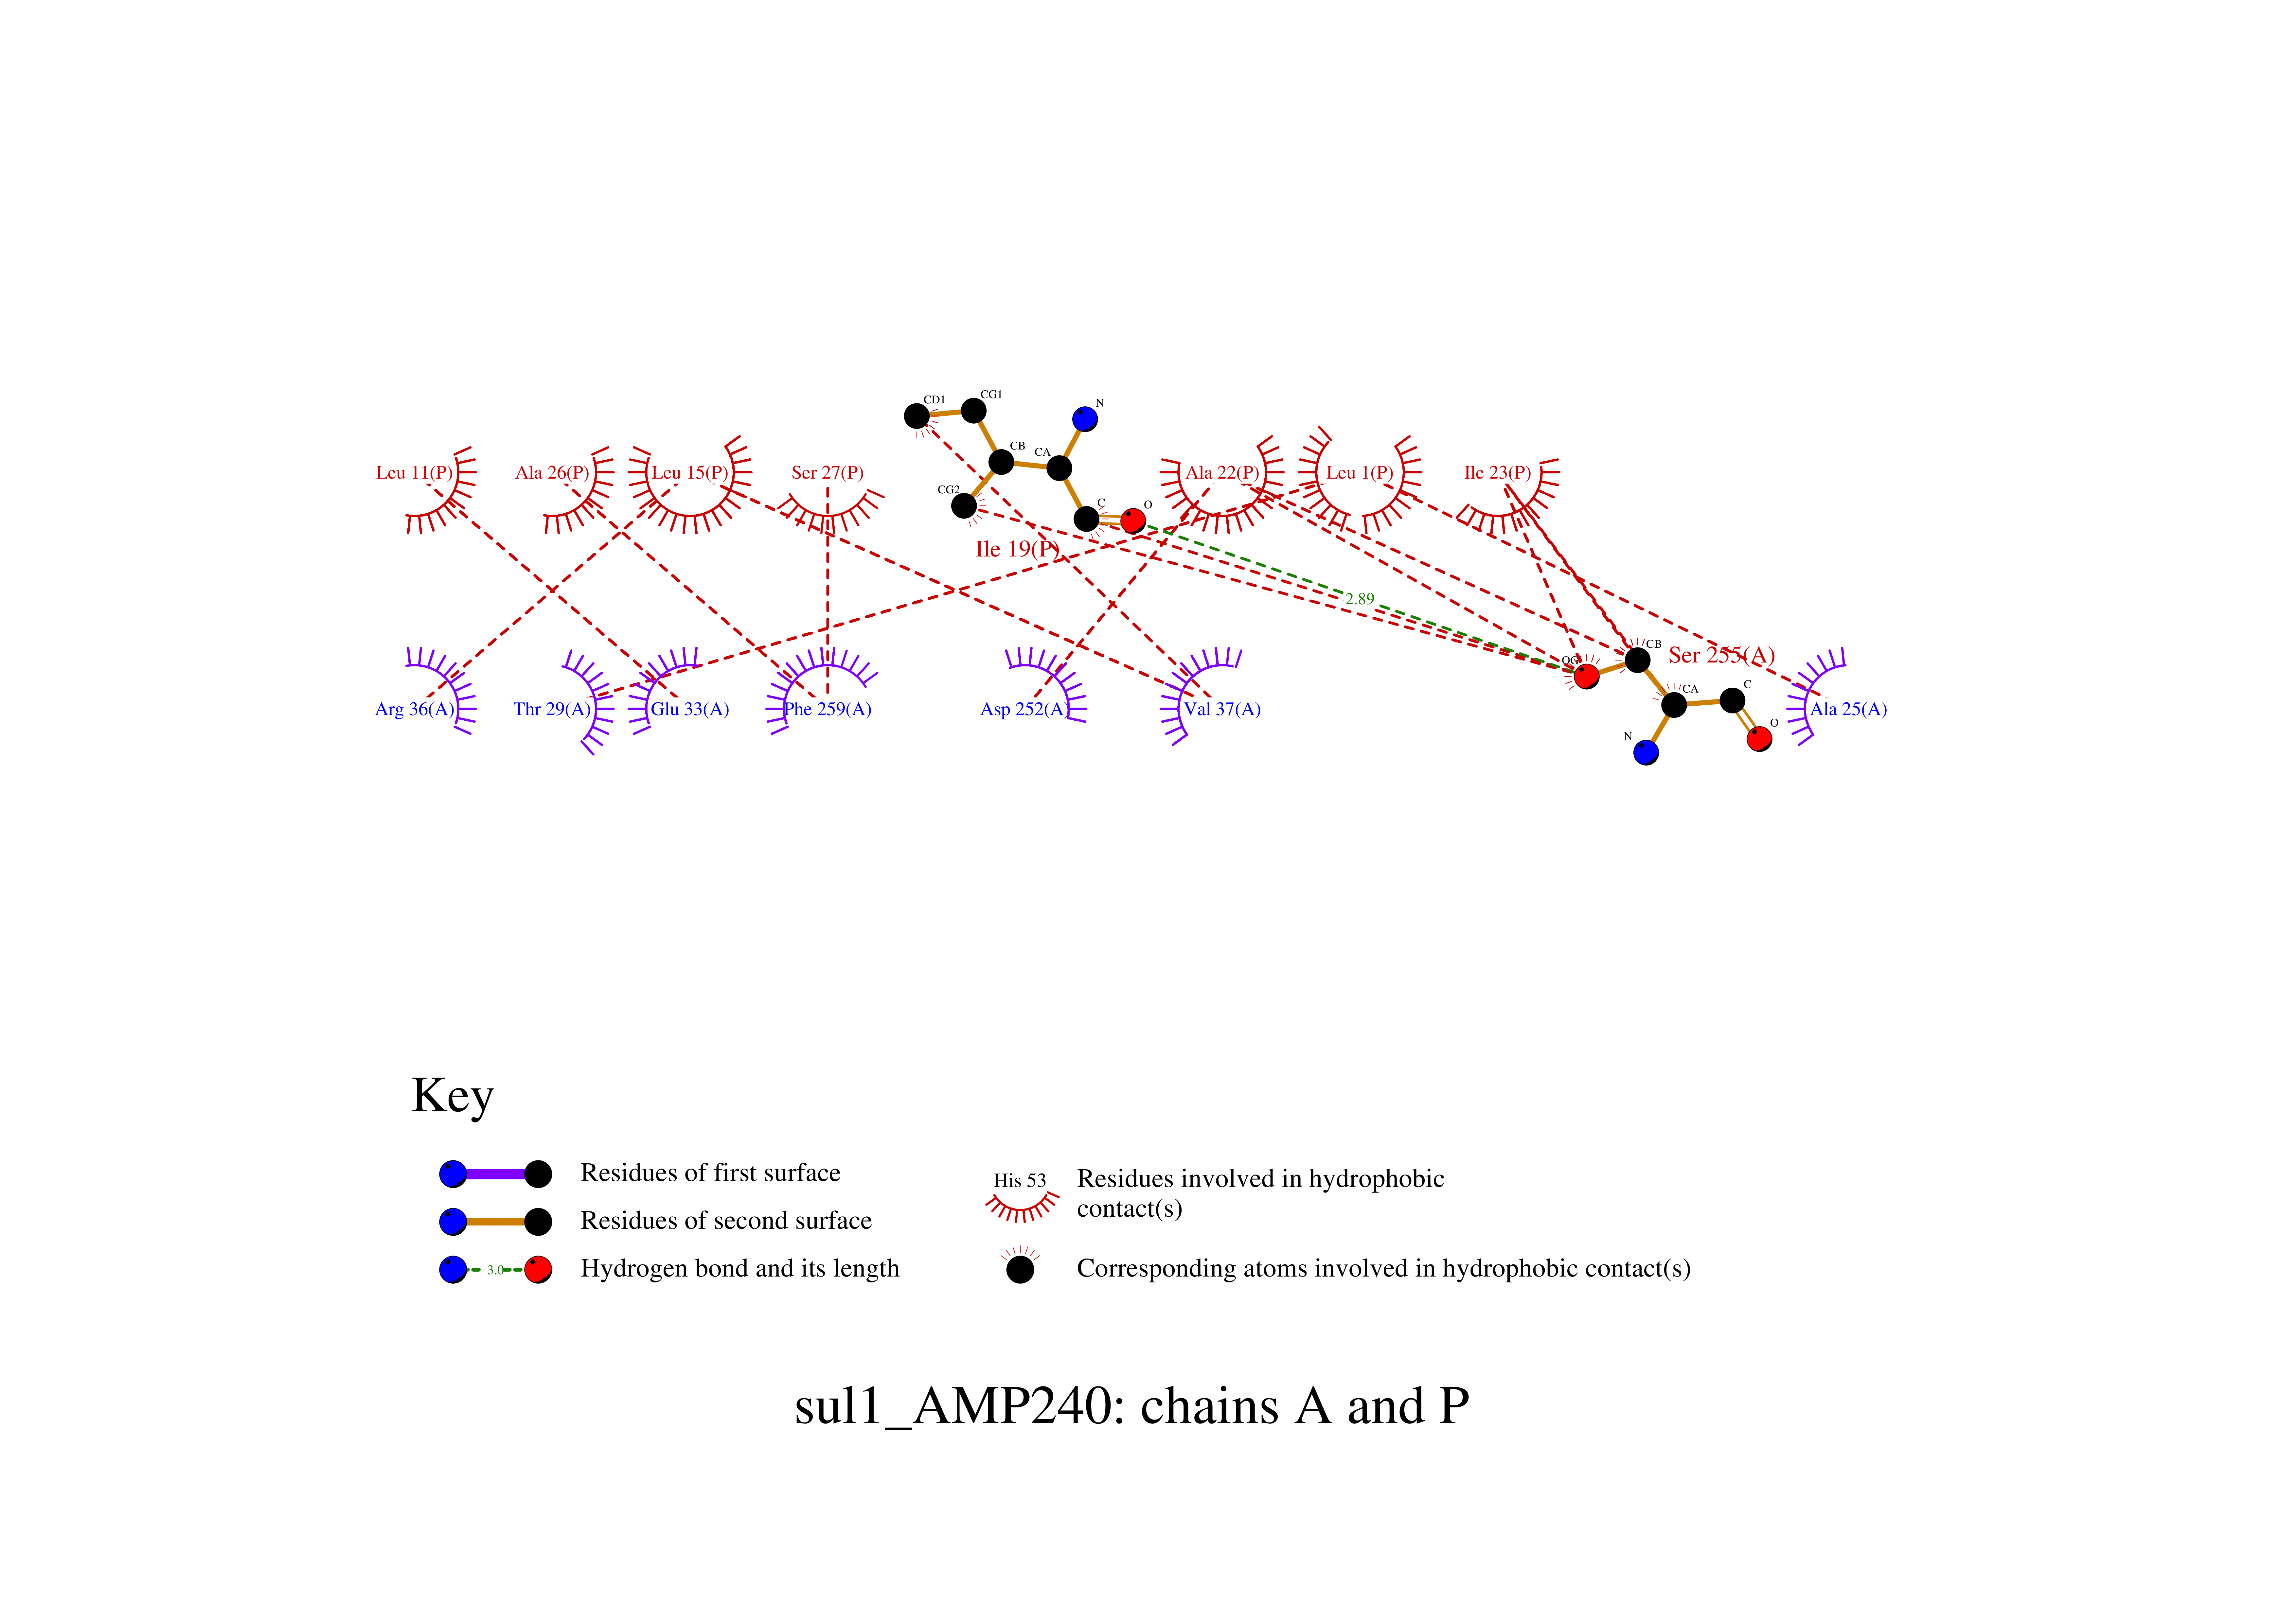 CD1
CG1
N
CB
CA
Leu 11(P)
Ala 26(P)
Leu 15(P)
Ser 27(P)
Ala 22(P)
Leu 1(P)
Ile 23(P)
CG2
C
O
Ile 19(P)
2.89
CB
Ser 255(A)
OG
CA
C
Arg 36(A)
Thr 29(A)
Glu 33(A)
Phe 259(A)
Asp 252(A)
Val 37(A)
Ala 25(A)
O
N
Key
Residues of first surface
Residues of second surface
3.0
Hydrogen bond and its length
His 53
Residues involved in hydrophobic
contact(s)
Corresponding atoms involved in hydrophobic contact(s)
sul1_AMP240: chains A and P